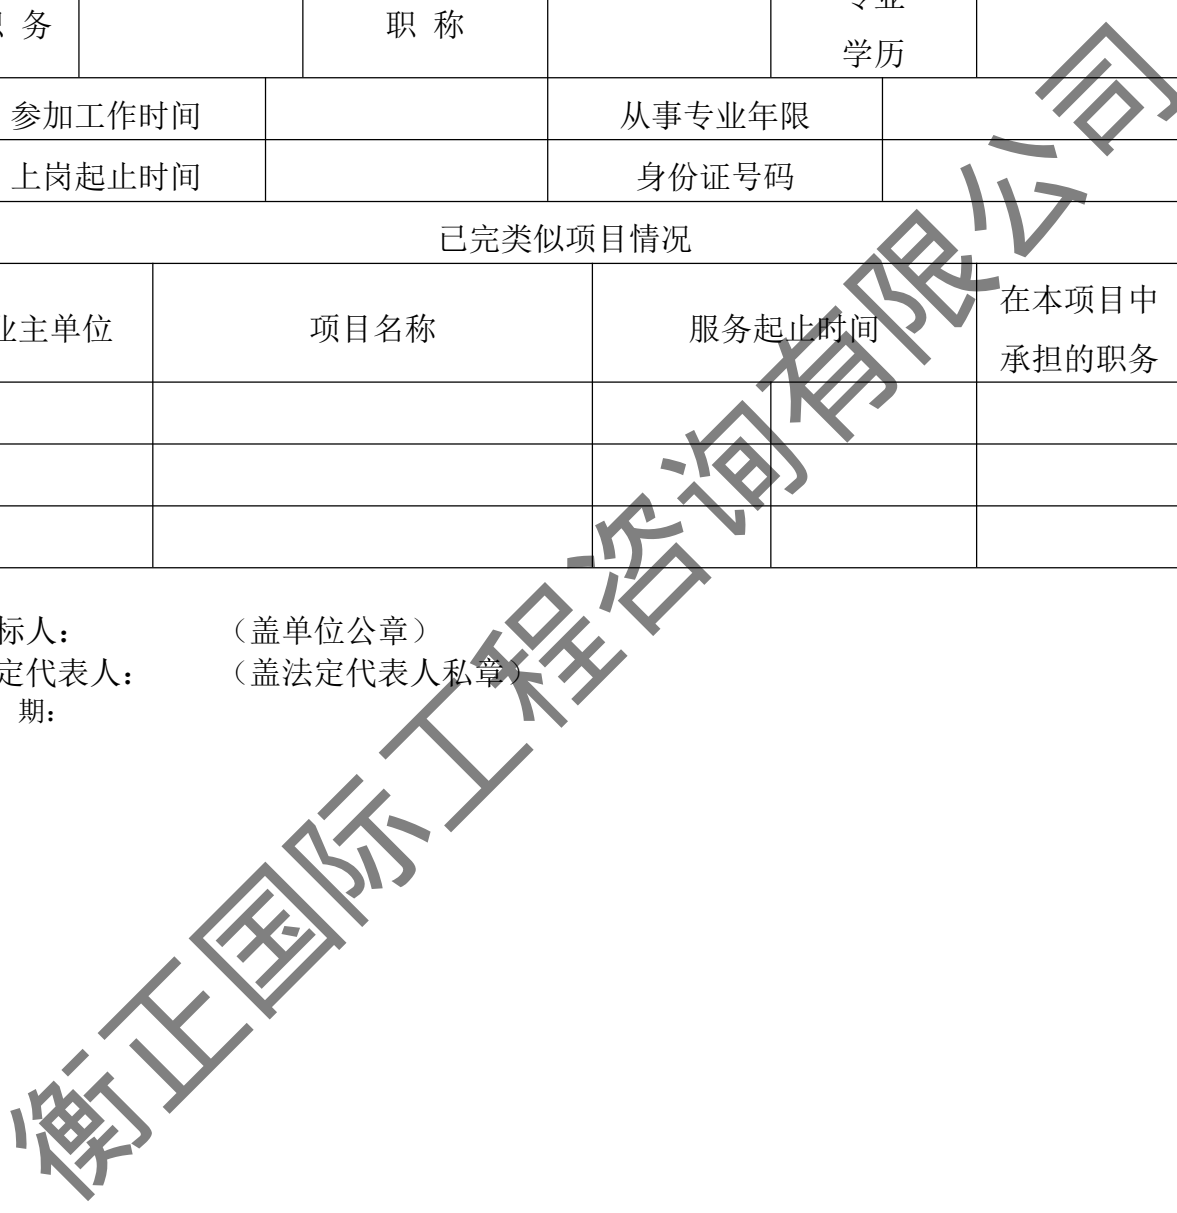 务 职 称 专业
学历
参加工作时间 从事专业年限
上岗起止时间 身份证号码
已完类似项目情况
业主单位 项目名称 服务起止时间 在本项目中
承担的职务
标人： （盖单位公章）
定代表人： （盖法定代表人私章）
期：
衡正国际工程咨询有限公司